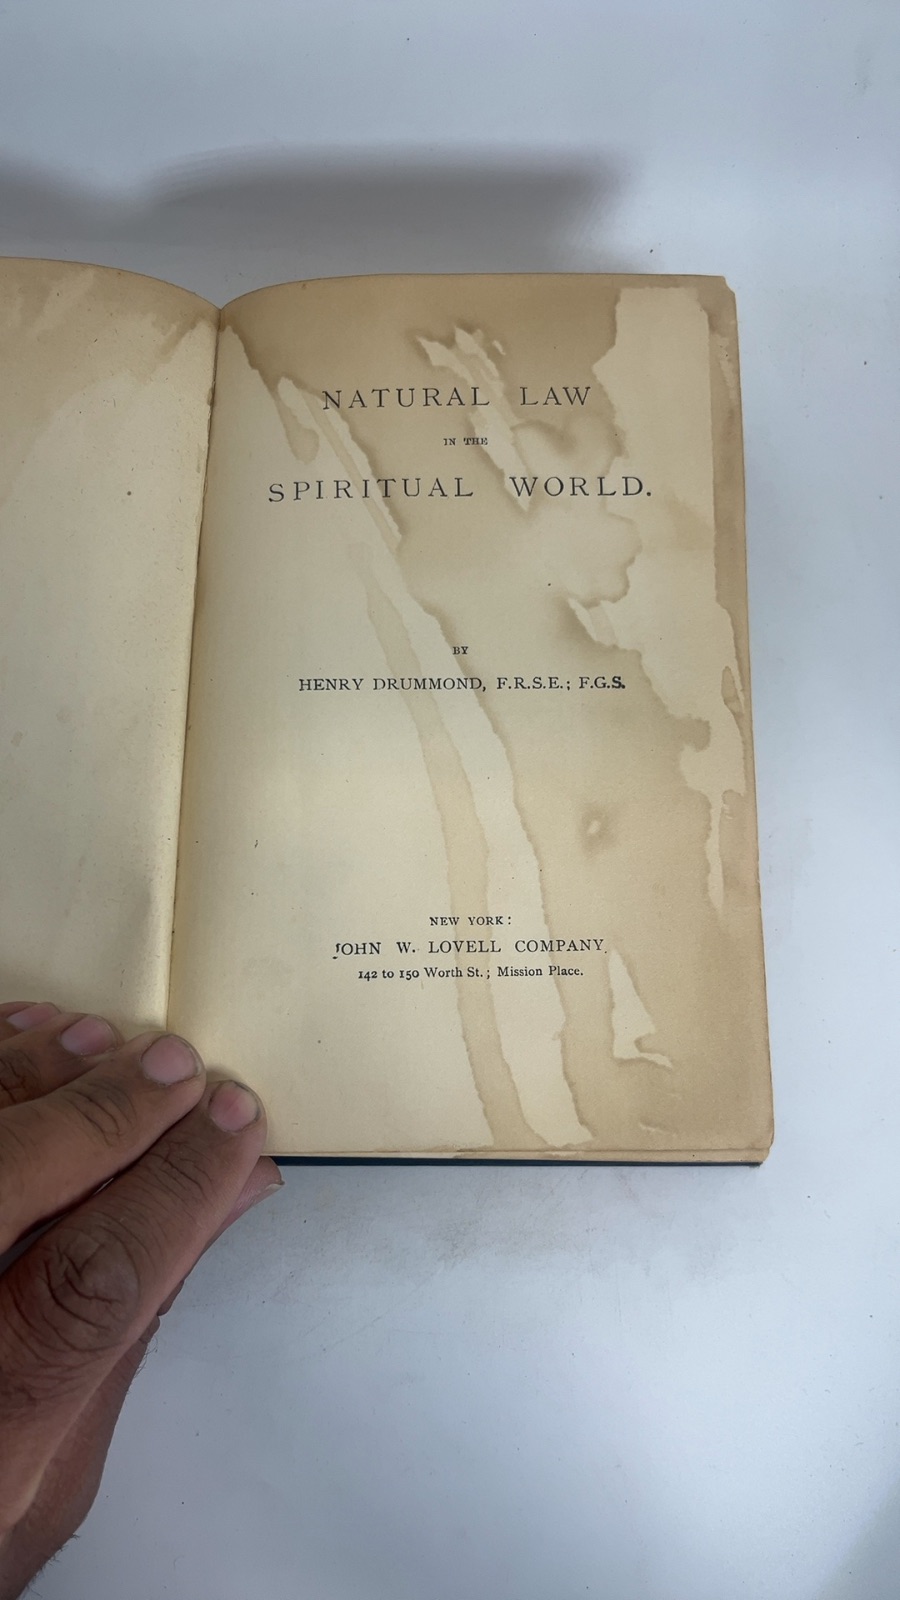 NATURAL LAW
IN THE
SPIRITUAL WORLD.
BY
HENRY DRUMMOND, F.R.S.E.; F.G.S.
NEW YORK:
JOHN W. LOVELL COMPANY.
142 to 150 Worth St.; Mission Place.